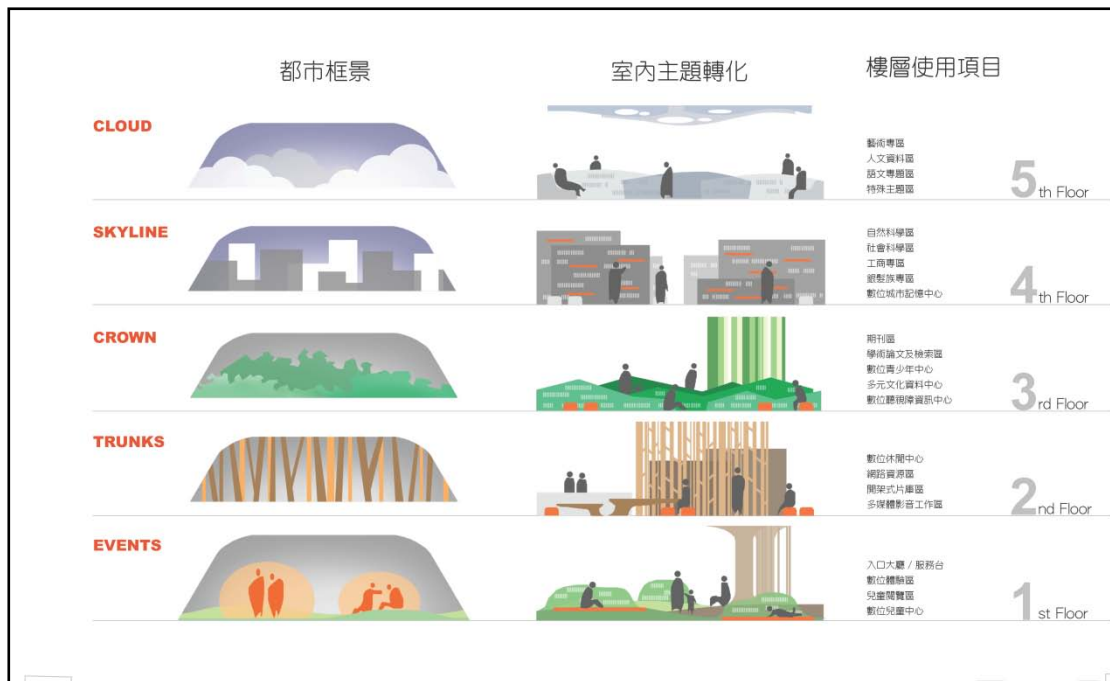 都市框景
室內主題轉化
樓層使用項目
CLOUD
藝術專區
人文資料區
語文專題區
特殊主題區
5th Floor
SKYLINE
自然科學區
社會科學區
工商專區
銀髮族專區
數位城市記憶中心
4th Floor
CROWN
期刊區
學術論文及檢索區
數位青少年中心
多元文化資料中心
數位聽視障資訊中心
3rd Floor
TRUNKS
數位休閒中心
網路資源區
開架式片庫區
多媒體影音工作區
2nd Floor
EVENTS
入口大廳 / 服務台
數位體驗區
兒童閱覽區
數位兒童中心
1st Floor